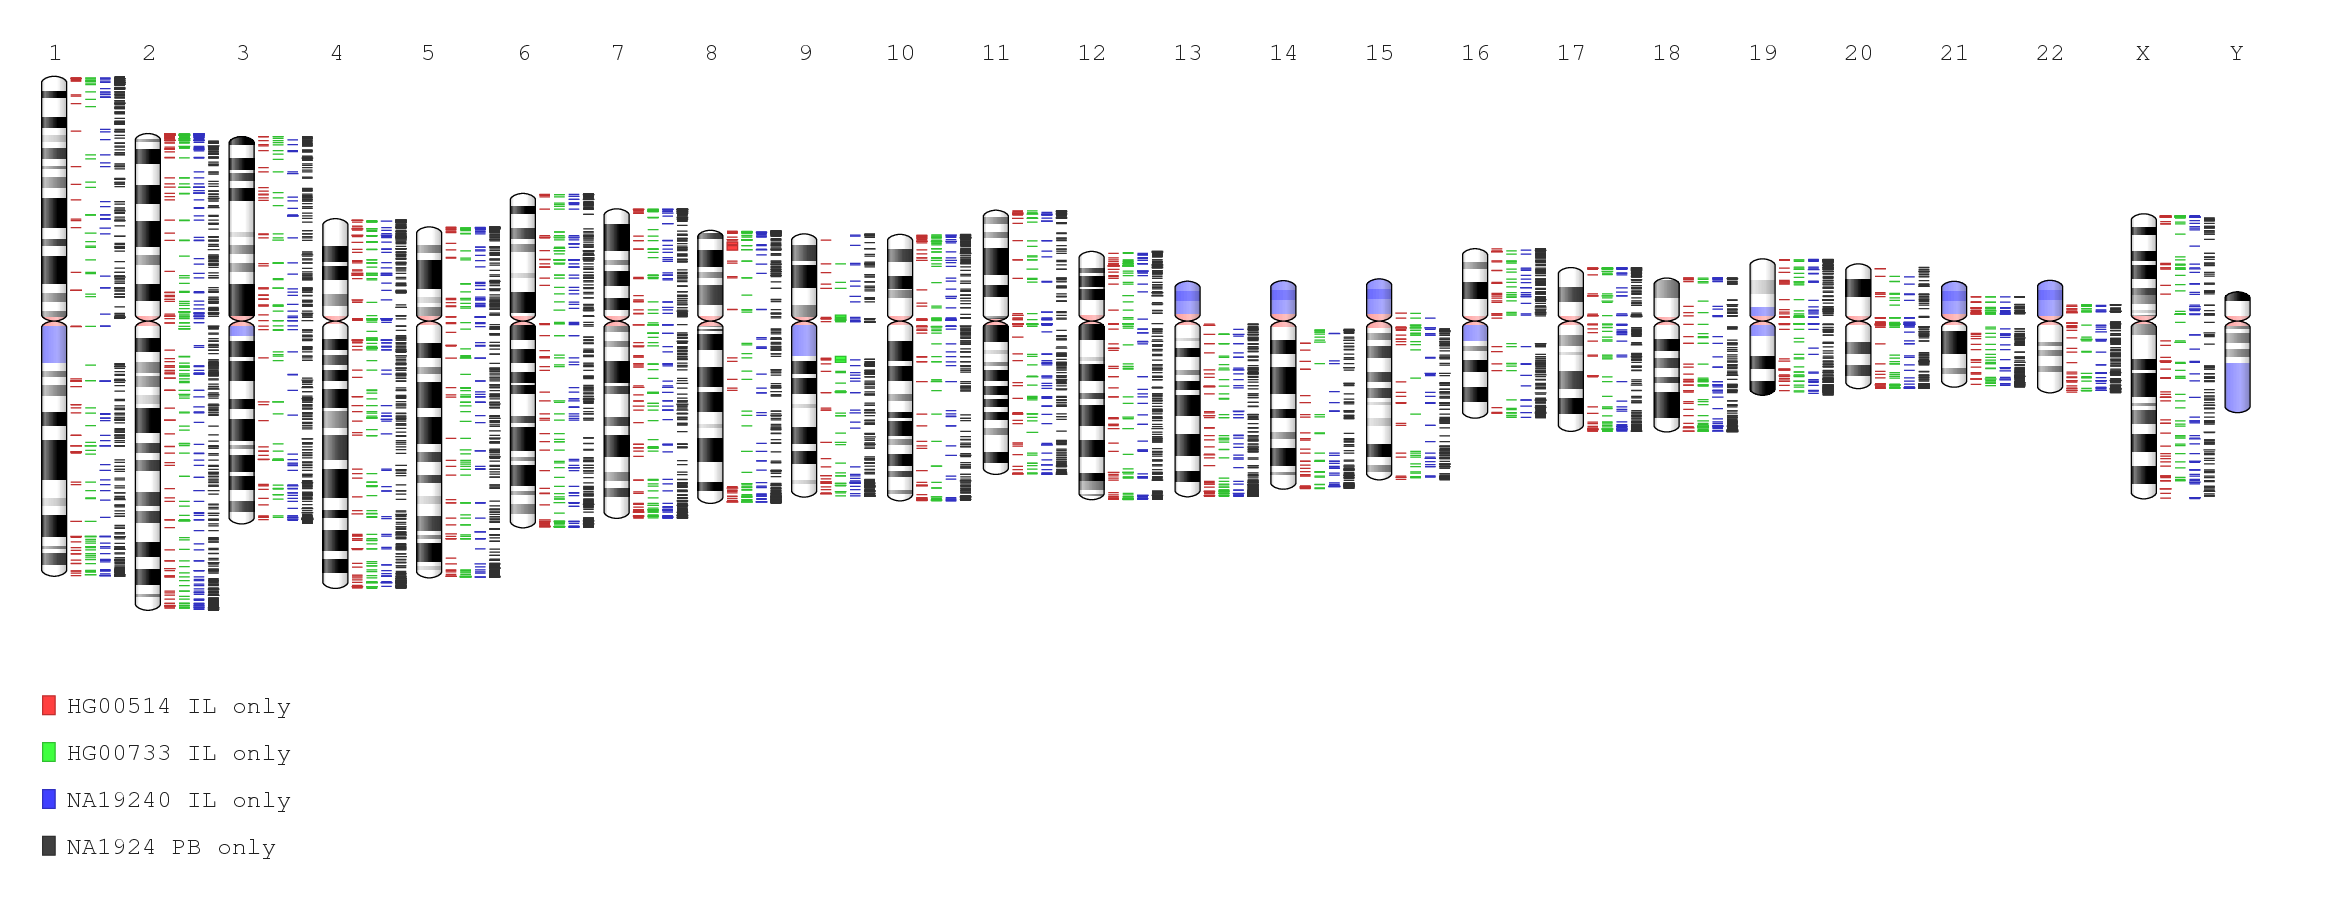 1 2 3 4 5 6 7 8 9 10 11 12 13 14 15 16 17 18 19 20 21 22 X Y
HG00514 IL only
HG00733 IL only
NA19240 IL only
NA1924 PB only